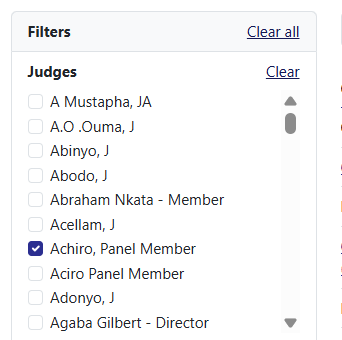 Filters Clear all
Judges Clear
A Mustapha, JA
A.O .Ouma, J
Abinyo, J
Abodo, J
Abraham Nkata - Member
Acellam, J
Achiro, Panel Member
Aciro Panel Member
Adonyo, J
Agaba Gilbert - Director